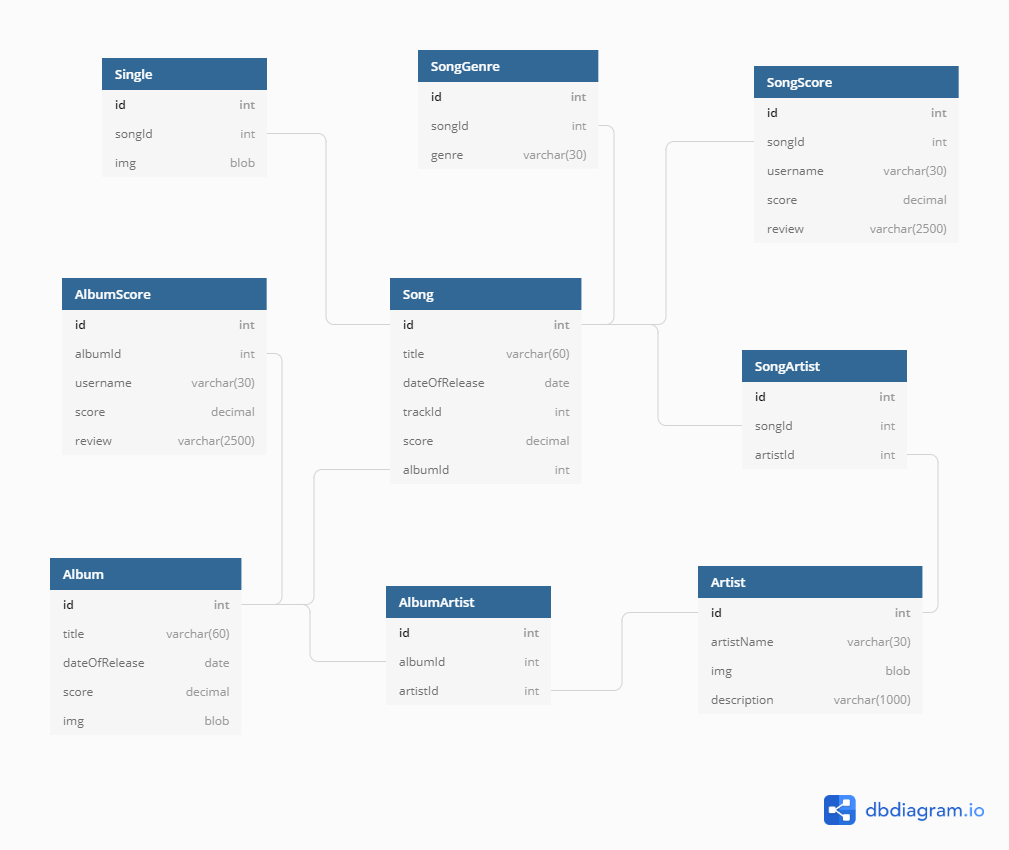 Single
id int
songId int
img blob
SongGenre
id int
songId int
genre varchar(30)
SongScore
id int
songId int
username varchar(30)
score decimal
review varchar(2500)
AlbumScore
id int
albumId int
username varchar(30)
score decimal
review varchar(2500)
Song
id int
title varchar(60)
dateOfRelease date
trackId int
score decimal
albumId int
SongArtist
id int
songId int
artistId int
Album
id int
title varchar(60)
dateOfRelease date
score decimal
img blob
AlbumArtist
id int
albumId int
artistId int
Artist
id int
artistName varchar(30)
img blob
description varchar(1000)
dbdiagram.io